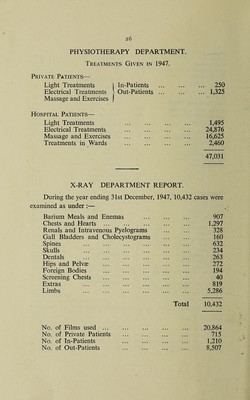 26
PHYSIOTHERAPY DEPARTMENT.
TREATMENTS GIVEN IN 1947.
PRIVATE PATIENTS—
Light Treatments } In-Patients ... ... ... 250
Electrical Treatments } Out-Patients ... ... ... 1,325
Massage and Exercises }
HOSPITAL PATIENTS—
Light Treatments ... ... ... ... 1,495
Electrical Treatments ... ... ... ... 24,876
Massage and Exercises ... ... ... ... 16,625
Treatments in Wards ... ... ... ... 2,460
47,031
X-RAY DEPARTMENT REPORT.
During the year ending 31st December, 1947, 10,432 cases were
examined as under :—
Barium Meals and Enemas ... ... ... 907
Chests and Hearts ... ... ... ... 1,297
Renals and Intravenous Pyelograms ... ... 328
Gall Bladders and Cholecystograms ... ... 160
Spines ... ... ... ... ... 632
Skulls ... ... ... ... ... 234
Dentals ... ... ... ... ... 263
Hips and Pelvæ ... ... ... ... 272
Foreign Bodies ... ... ... ... 194
Screening Chests ... ... ... ... 40
Extras ... ... ... ... ... 819
Limbs ... ... ... ... ... 5,286
Total 10,432
No. of Films used ... ... ... ... 20,864
No. of Private Patients ... ... ... 715
No. of In-Patients ... ... ... ... 1,210
No. of Out-Patients ... ... ... ... 8,507